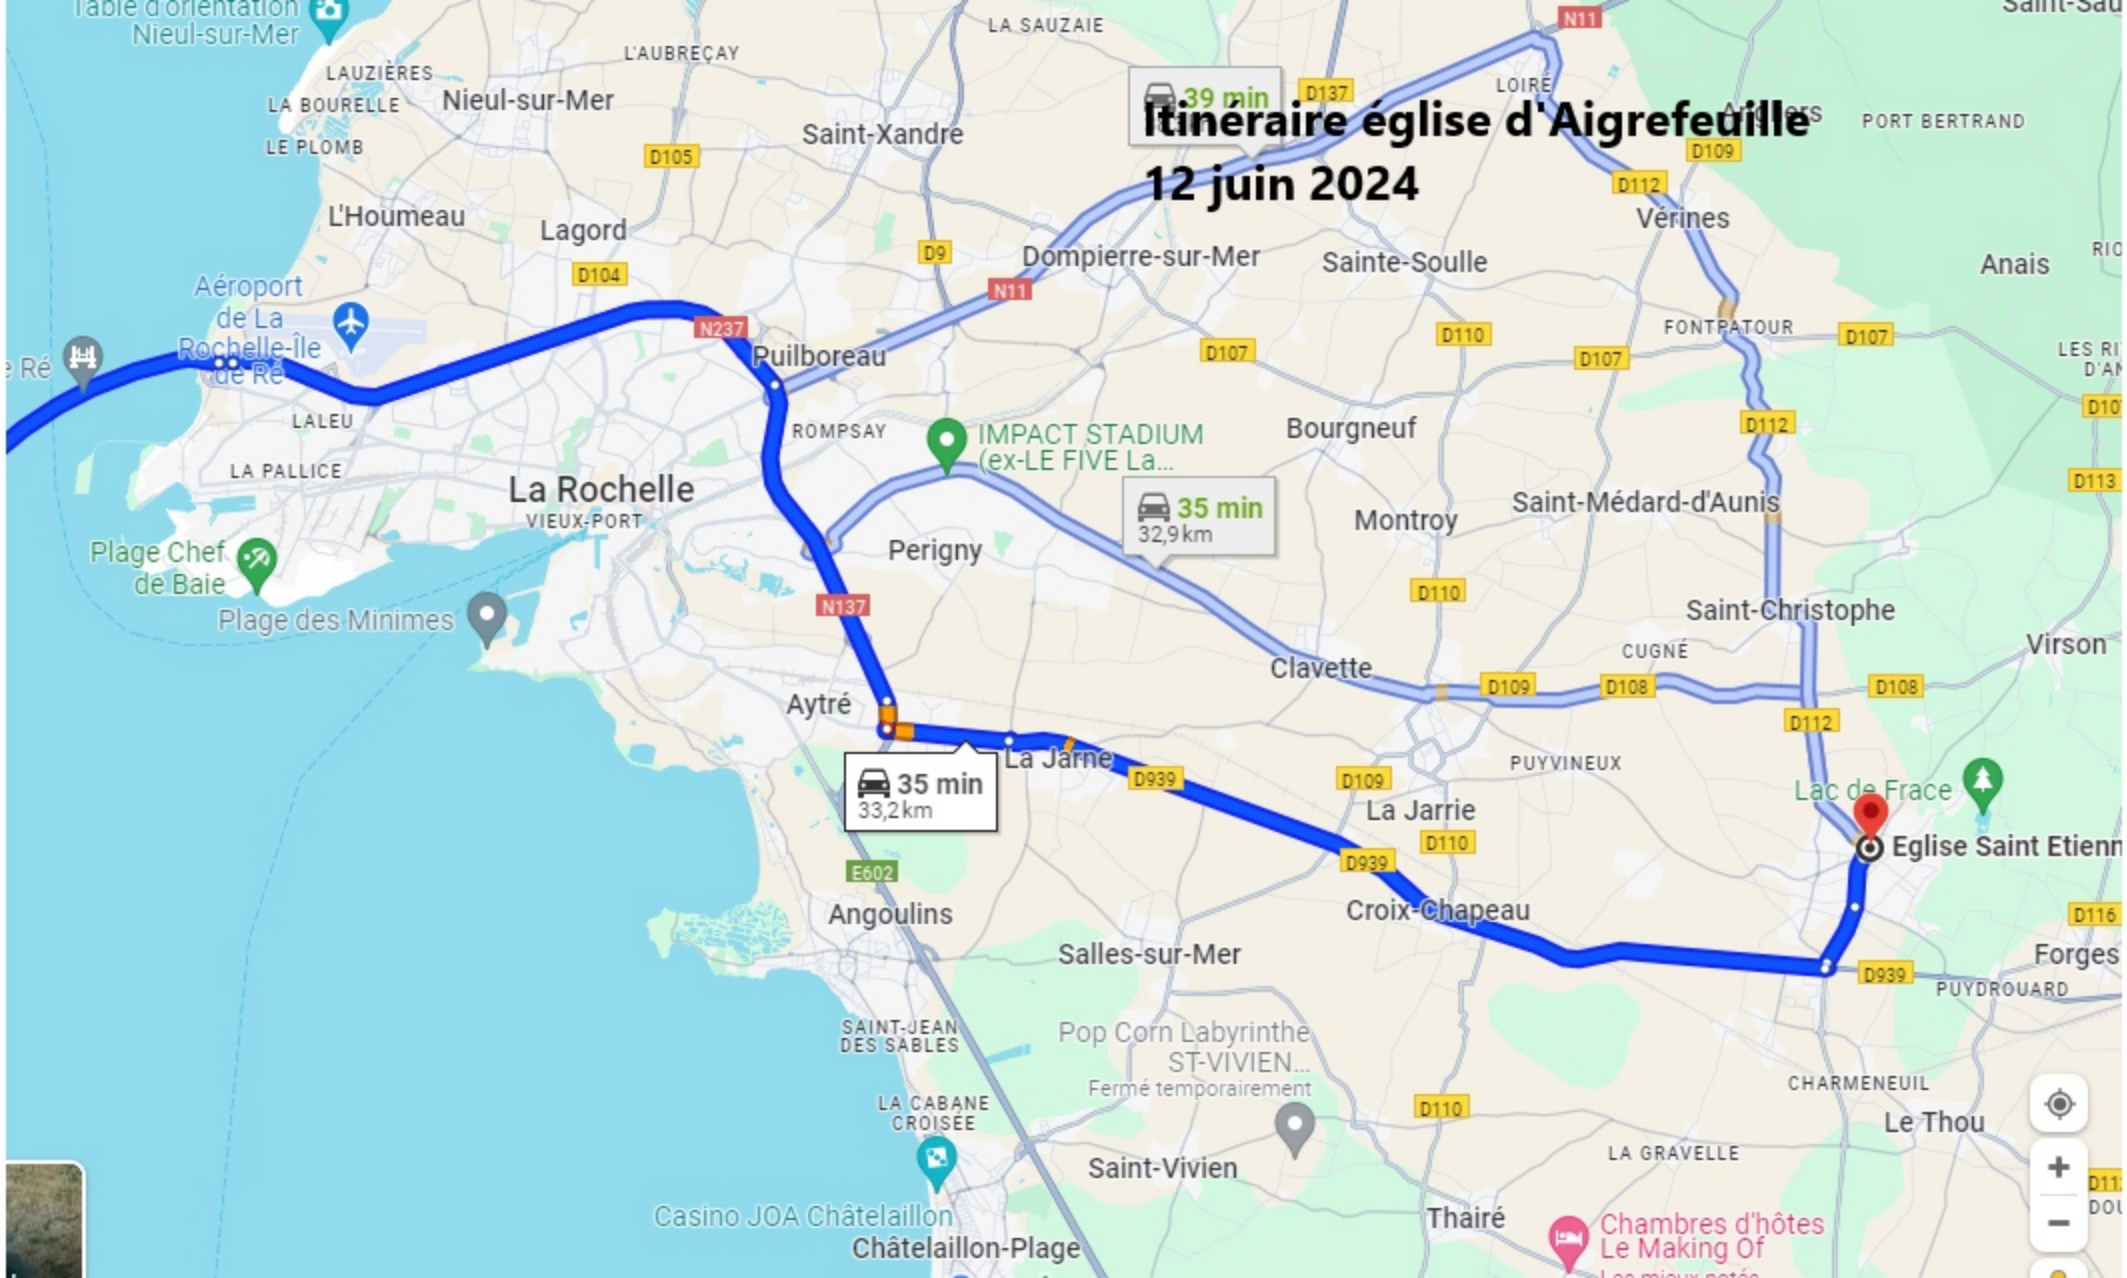 Table d'orientation
Nieul-sur-Mer
LA SAUZAIE
N11
L'AUBREÇAY
LAUZIÈRES
LA BOURELLE
Nieul-sur-Mer
LE PLOMB
Saint-Xandre
D105
39 min
D137
LOIRÉ
Itinéraire église d'Aigrefeuille
12 juin 2024
PORT BERTRAND
D109
D112
Vérines
L'Houmeau
Lagord
D104
D9
Dompierre-sur-Mer
Sainte-Soulle
Anais
N11
Aéroport
de La
Rochelle-Île
de Ré
Ré
N237
Puilboreau
D107
D110
D107
FONTPATOUR
D107
LALEU
ROMPSAY
IMPACT STADIUM
(ex-LE FIVE La...
Bourgneuf
D112
LA PALLICE
La Rochelle
VIEUX-PORT
35 min
32,9 km
Montroy
Saint-Médard-d'Aunis
D113
Plage Chef
de Baie
Perigny
Plage des Minimes
N137
D110
Saint-Christophe
Virson
CUGNÉ
Clavette
D109
D108
D108
Aytré
D112
La Jarne
35 min
33,2 km
D939
D109
PUYVINEUX
La Jarrie
Lac de Frace
D110
D939
Eglise Saint Etienn
E602
Angoulins
Croix-Chapeau
D116
Salles-sur-Mer
Forges
D939
PUYDROUARD
SAINT-JEAN
DES SABLES
Pop Corn Labyrinthe
ST-VIVIEN...
Fermé temporairement
LA CABANE
CROISÉE
D110
CHARMENEUIL
Le Thou
LA GRAVELLE
Saint-Vivien
Casino JOA Châtelaillon
Châtelaillon-Plage
Thairé
Chambres d'hôtes
Le Making Of
Les mieux notés